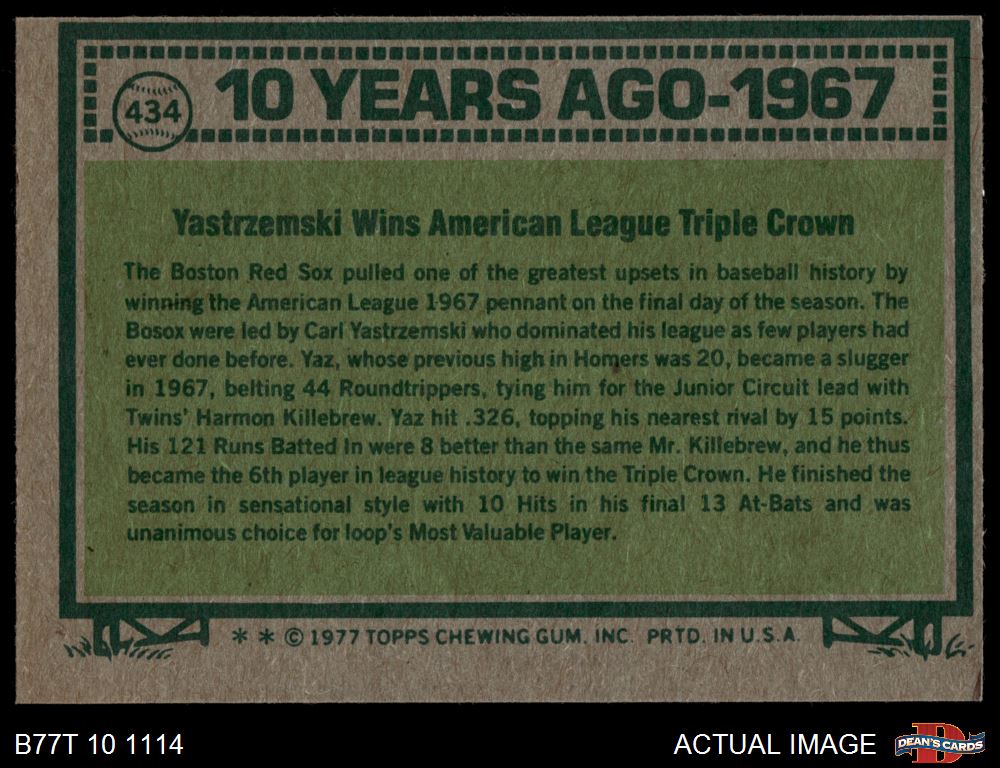 434
10 YEARS AGO-1967
Yastrzemski Wins American League Triple Crown
The Boston Red Sox pulled one of the greatest upsets in baseball history by
winning the American League 1967 pennant on the final day of the season. The
Bosox were led by Carl Yastrzemski who dominated his league as few players had
ever done before. Yaz, whose previous high in Homers was 20, became a slugger
in 1967, belting 44 Roundtrippers, tying him for the Junior Circuit lead with
Twins' Harmon Killebrew. Yaz hit .326, topping his nearest rival by 15 points.
His 121 Runs Batted In were 8 better than the same Mr. Killebrew, and he thus
became the 6th player in league history to win the Triple Crown. He finished the
season in sensational style with 10 Hits in his final 13 At-Bats and was
unanimous choice for loop's Most Valuable Player.
* * © 1977 TOPPS CHEWING GUM. INC. PRTD. IN U.S.A.
B77T 10 1114
ACTUAL IMAGE
D
DEAN'S CARDS